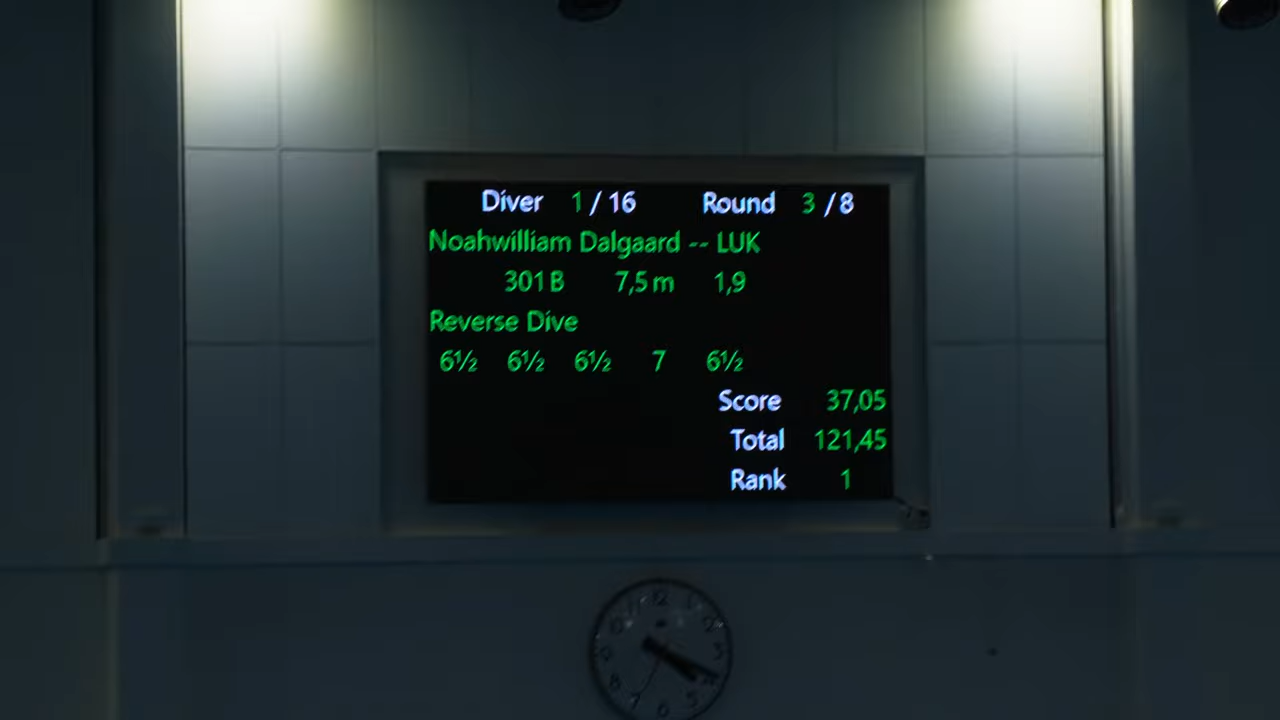 Diver 1 / 16 Round 3 / 8
Noahwilliam Dalgaard -- LUK
301 B 7,5 m 1,9
Reverse Dive
6½ 6½ 6½ 7 6½
Score 37,05
Total 121,45
Rank 1